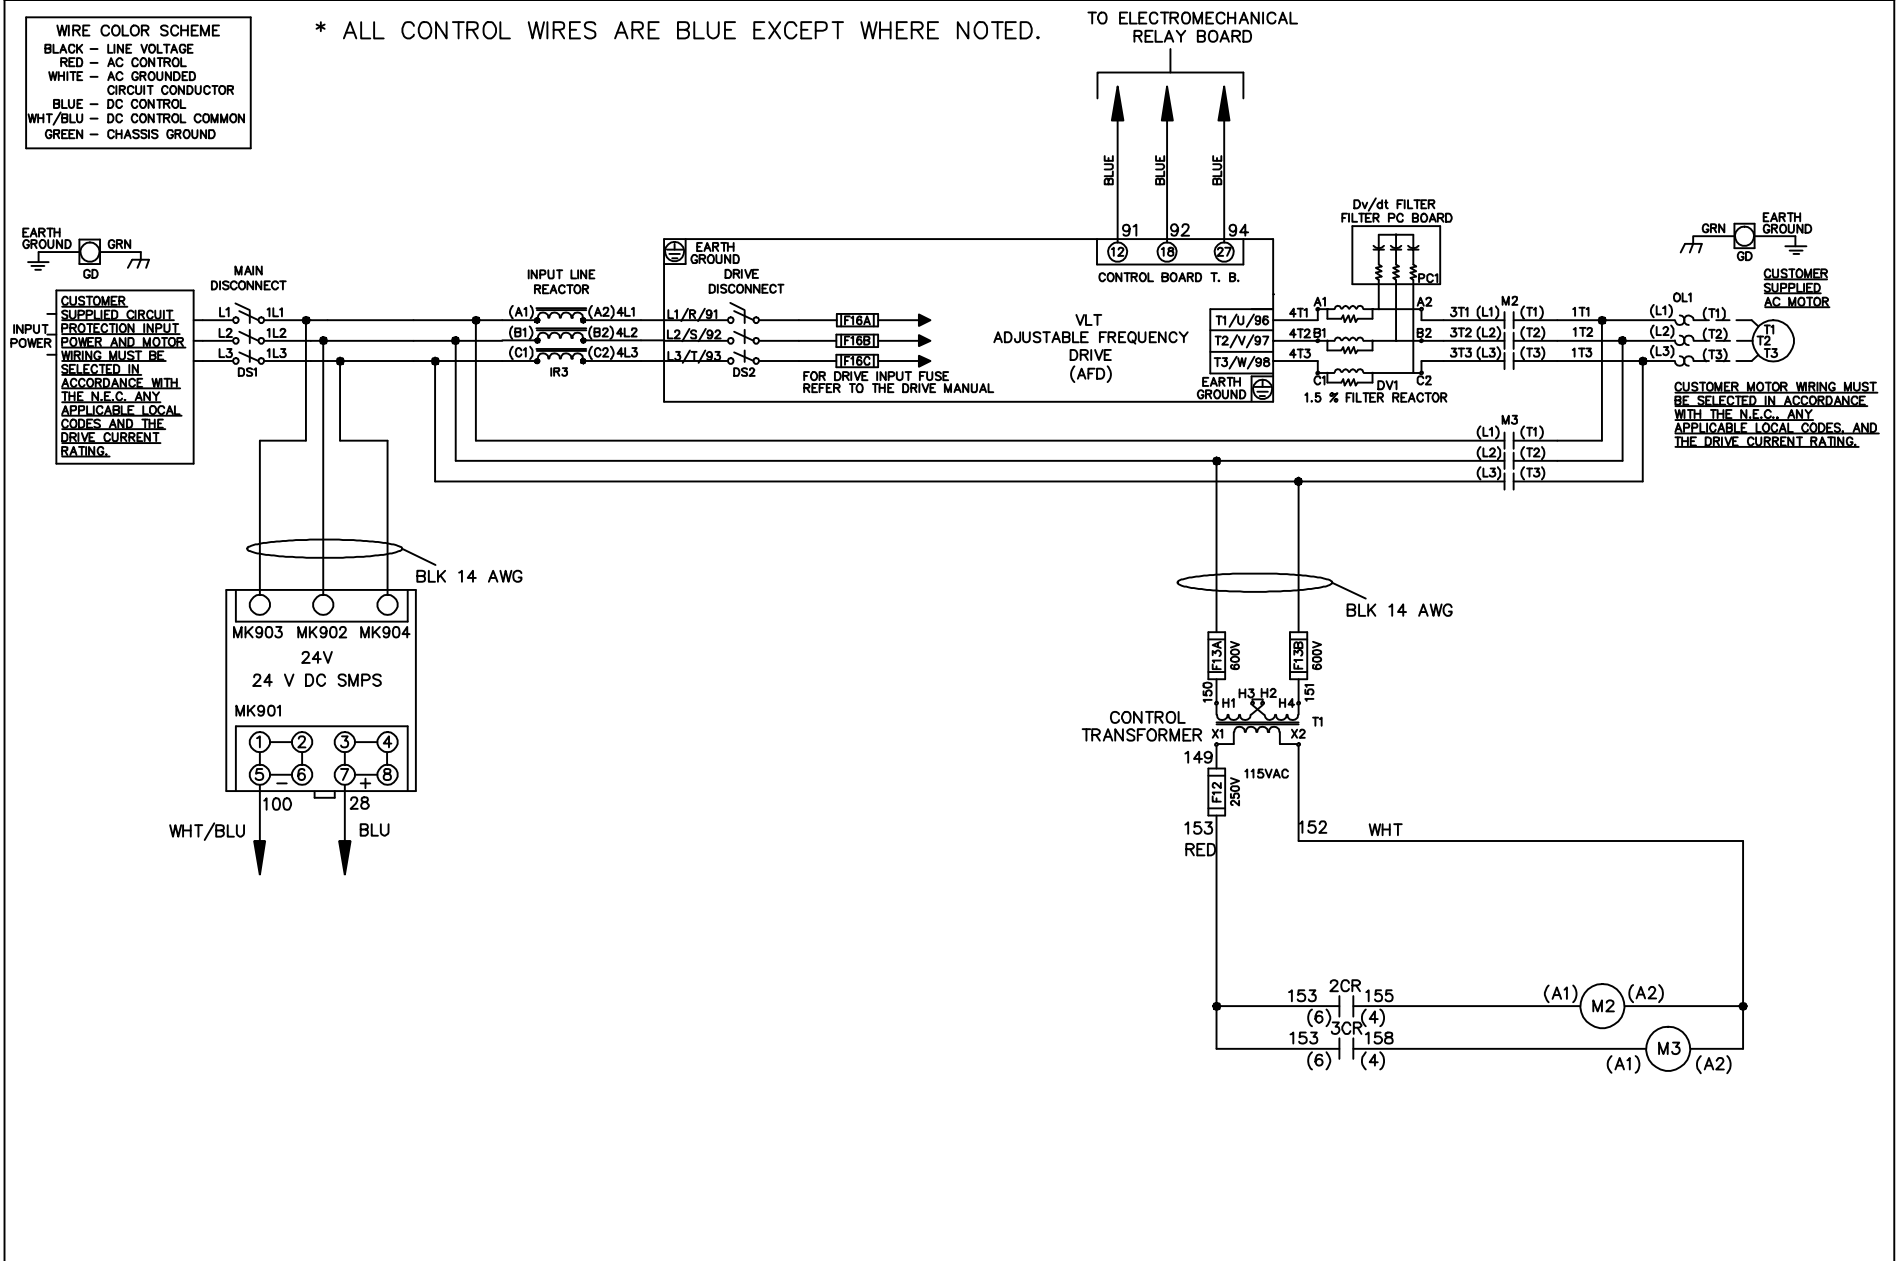 WIRE COLOR SCHEME
BLACK – LINE VOLTAGE
RED – AC CONTROL
WHITE – AC GROUNDED
CIRCUIT CONDUCTOR
BLUE – DC CONTROL
WHT/BLU – DC CONTROL COMMON
GREEN – CHASSIS GROUND
* ALL CONTROL WIRES ARE BLUE EXCEPT WHERE NOTED.
TO ELECTROMECHANICAL
RELAY BOARD
BLUE
BLUE
BLUE
91 92 94
12 18 27
CONTROL BOARD T. B.
EARTH
GROUND
GRN
GD
INPUT
POWER
CUSTOMER
SUPPLIED CIRCUIT
PROTECTION INPUT
POWER AND MOTOR
WIRING MUST BE
SELECTED IN
ACCORDANCE WITH
THE N.E.C. ANY
APPLICABLE LOCAL
CODES AND THE
DRIVE CURRENT
RATING.
MAIN
DISCONNECT
L1 1L1
L2 1L2
L3 1L3
DS1
INPUT LINE
REACTOR
(A1) (A2) 4L1
(B1) (B2) 4L2
(C1) (C2) 4L3
IR3
EARTH
GROUND
DRIVE
DISCONNECT
L1/R/91
L2/S/92
L3/T/93
DS2
IF16A
IF16B
IF16C
FOR DRIVE INPUT FUSE
REFER TO THE DRIVE MANUAL
VLT
ADJUSTABLE FREQUENCY
DRIVE
(AFD)
T1/U/96
T2/V/97
T3/W/98
EARTH
GROUND
4T1 A1 A2
4T2 B1 B2
4T3
C1 C2
DV1
1.5 % FILTER REACTOR
Dv/dt FILTER
FILTER PC BOARD
PC1
M2
3T1 (L1) (T1) 1T1
3T2 (L2) (T2) 1T2
3T3 (L3) (T3) 1T3
M3
(L1) (T1)
(L2) (T2)
(L3) (T3)
OL1
(L1) (T1)
(L2) (T2)
(L3) (T3)
T1
T2
T3
GRN
GD
EARTH
GROUND
CUSTOMER
SUPPLIED
AC MOTOR
CUSTOMER MOTOR WIRING MUST
BE SELECTED IN ACCORDANCE
WITH THE N.E.C., ANY
APPLICABLE LOCAL CODES, AND
THE DRIVE CURRENT RATING.
BLK 14 AWG
MK903 MK902 MK904
24V
24 V DC SMPS
MK901
1 2 3 4
5 6 7 8
– +
100 28
WHT/BLU BLU
BLK 14 AWG
F13A 600V
F13B 600V
150 151
H1 H3 H2 H4
CONTROL
TRANSFORMER
T1
X1 X2
149
115VAC
F12 250V
153
RED
152 WHT
2CR
153 155
(6) (4)
(A1) M2 (A2)
3CR
153 158
(6) (4)
(A1) M3 (A2)